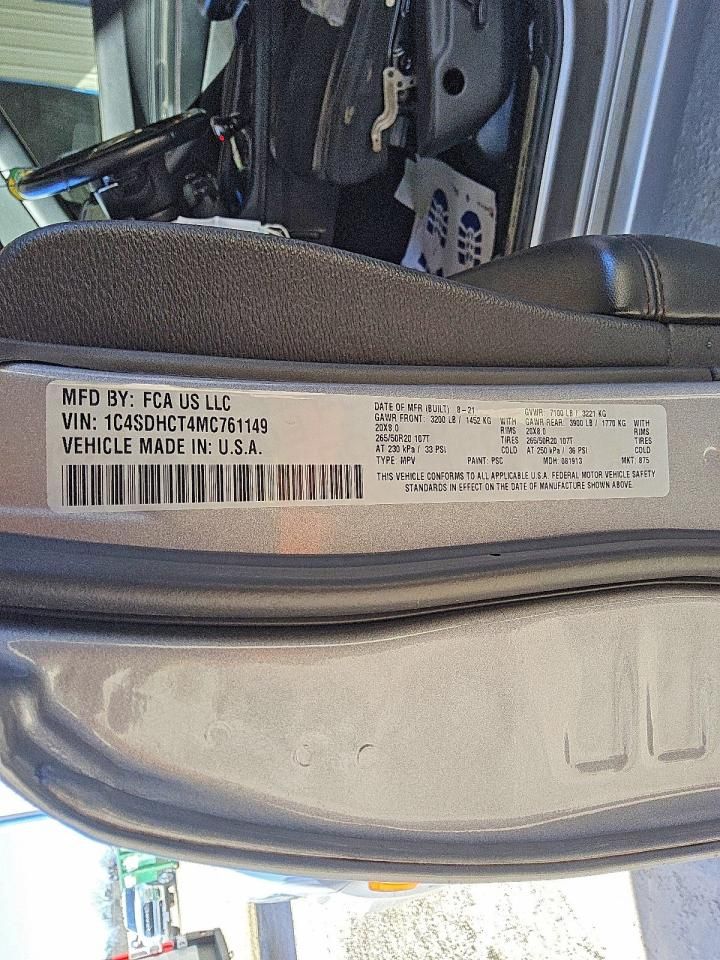 MFD BY: FCA US LLC
VIN: 1C4SDHCT4MC761149
VEHICLE MADE IN: U.S.A.
DATE OF MFR (BUILT) 8-21 GVWR: 7100 LB / 3221 KG
GAWR FRONT: 3200 LB / 1452 KG WITH GAWR REAR: 3900 LB / 1770 KG WITH
20X8.0 RIMS 20X8.0 RIMS
265/50R20 107T TIRES 265/50R20 107T TIRES
AT 230 kPa / 33 PSI COLD AT 250 kPa / 36 PSI COLD
TYPE: MPV PAINT: PSC MDH: 081913 MKT: 875
THIS VEHICLE CONFORMS TO ALL APPLICABLE U.S.A. FEDERAL MOTOR VEHICLE SAFETY
STANDARDS IN EFFECT ON THE DATE OF MANUFACTURE SHOWN ABOVE.